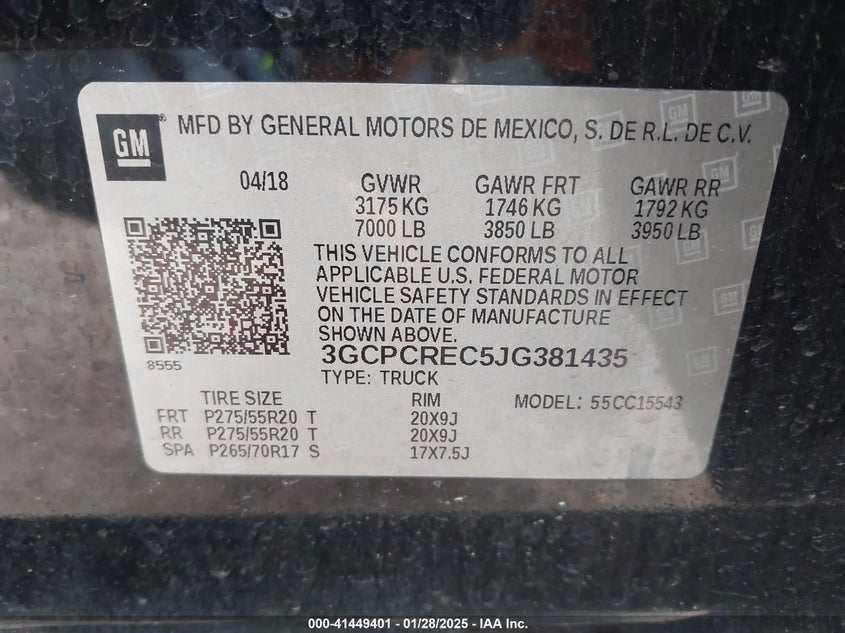 GM
MFD BY GENERAL MOTORS DE MEXICO, S. DE R.L. DE C.V.
04/18 GVWR GAWR FRT GAWR RR
3175 KG 1746 KG 1792 KG
7000 LB 3850 LB 3950 LB
THIS VEHICLE CONFORMS TO ALL
APPLICABLE U.S. FEDERAL MOTOR
VEHICLE SAFETY STANDARDS IN EFFECT
ON THE DATE OF MANUFACTURE
SHOWN ABOVE.
8555
3GCPCREC5JG381435
TYPE: TRUCK
TIRE SIZE RIM MODEL: 55CC15543
FRT P275/55R20 T 20X9J
RR P275/55R20 T 20X9J
SPA P265/70R17 S 17X7.5J
000-41449401 | 01/28/2025 - IAA Inc.